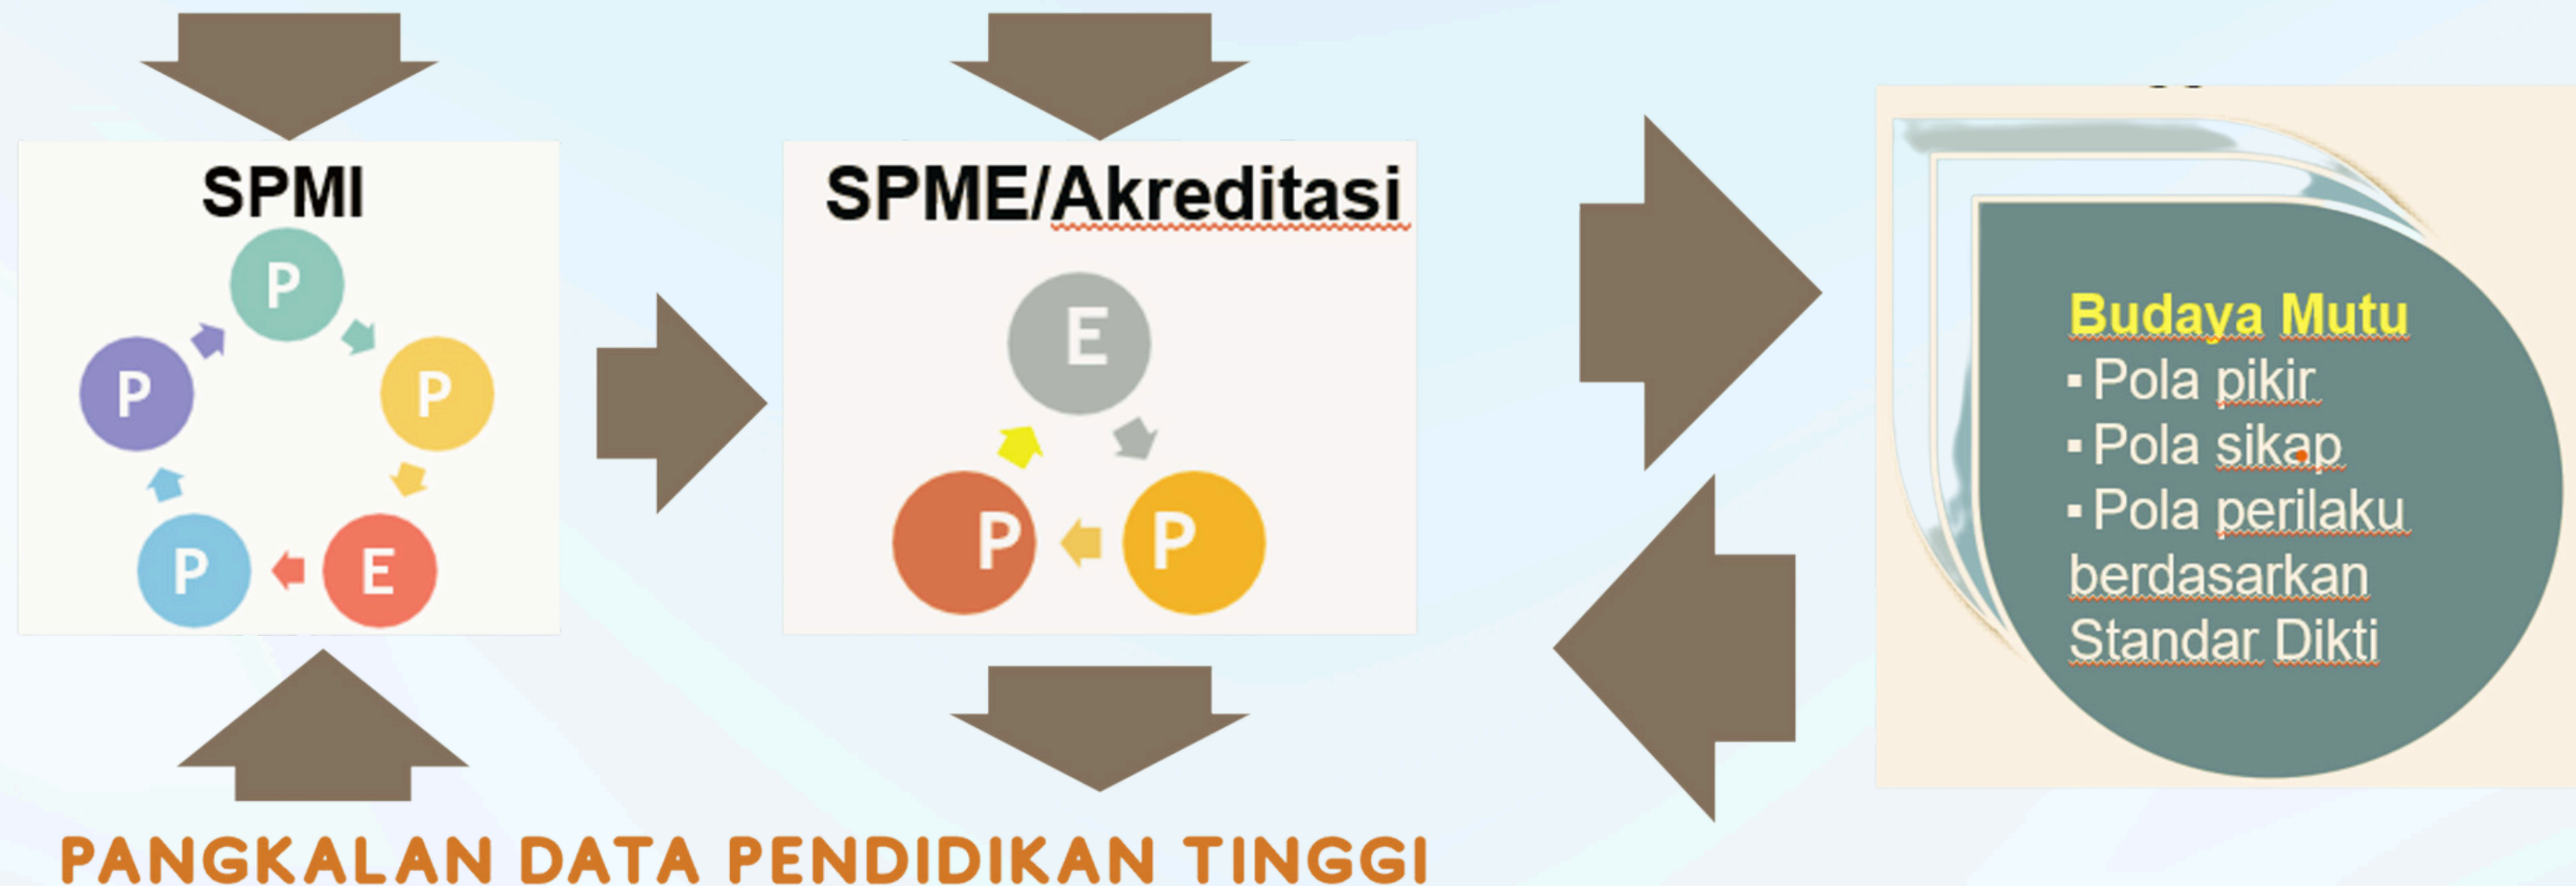 SPMI
P
P
P
P
E
SPME/Akreditasi
E
P
P
Budaya Mutu
▪ Pola pikir
▪ Pola sikap
▪ Pola perilaku
berdasarkan
Standar Dikti
PANGKALAN DATA PENDIDIKAN TINGGI